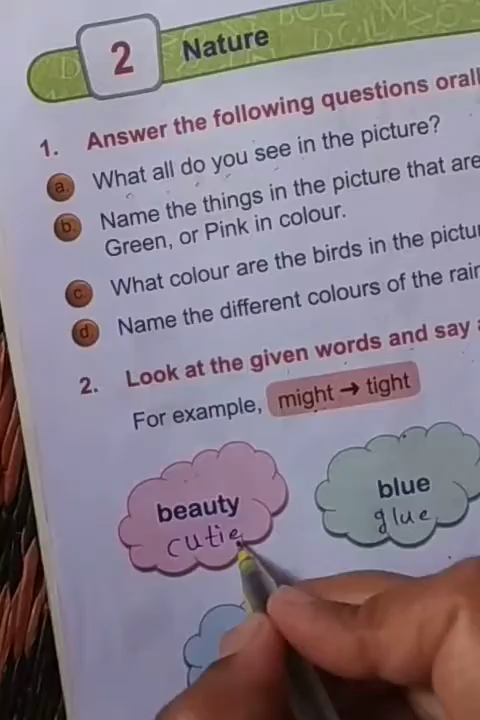 2 Nature
1. Answer the following questions orall
a. What all do you see in the picture?
b. Name the things in the picture that are
Green, or Pink in colour.
c. What colour are the birds in the pictu
d. Name the different colours of the rain
2. Look at the given words and say a
For example, might → tight
beauty blue
cutie glue